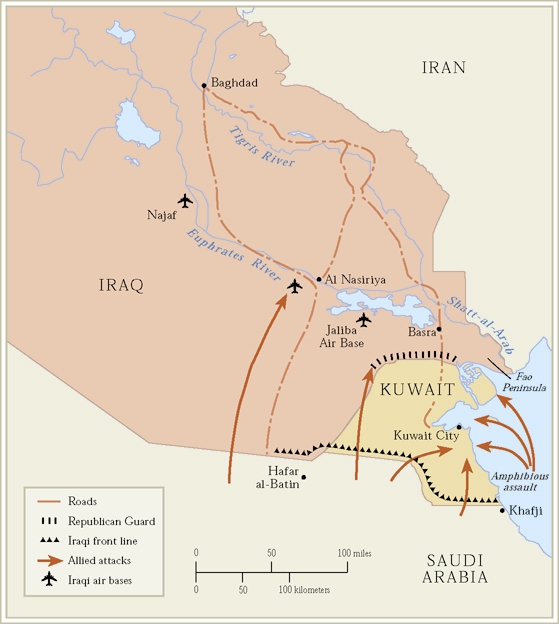 IRAN
Baghdad
Tigris River
Najaf
Euphrates River
IRAQ
Al Nasiriya
Jaliba
Air Base
Basra
Shatt-al-Arab
Fao
Peninsula
KUWAIT
Kuwait City
Hafar
al-Batin
Amphibious
assault
Khafji
SAUDI
ARABIA
Roads
Republican Guard
Iraqi front line
Allied attacks
Iraqi air bases
0 50 100 miles
0 50 100 kilometern